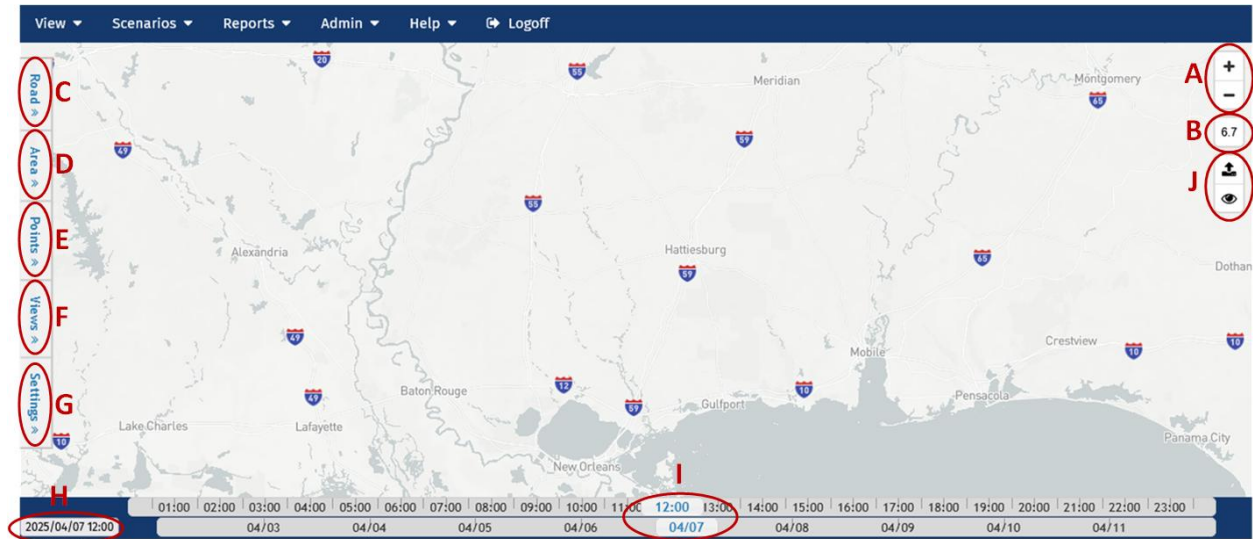 View Scenarios Reports Admin Help Logoff
20
55
Meridian
Montgomery
65
A
+
−
C
Road
B
6.7
49
59
D
Area
J
55
E
Points
Alexandria
Hattiesburg
59
65
Dothan
F
Views
49
Mobile
Crestview
10
10
G
Settings
49
Baton Rouge
12
59
Gulfport
10
Pensacola
10
Lake Charles
Lafayette
New Orleans
Panama City
H
I
01:00 02:00 03:00 04:00 05:00 06:00 07:00 08:00 09:00 10:00 11:00 12:00 13:00 14:00 15:00 16:00 17:00 18:00 19:00 20:00 21:00 22:00 23:00
2025/04/07 12:00 04/03 04/04 04/05 04/06 04/07 04/08 04/09 04/10 04/11